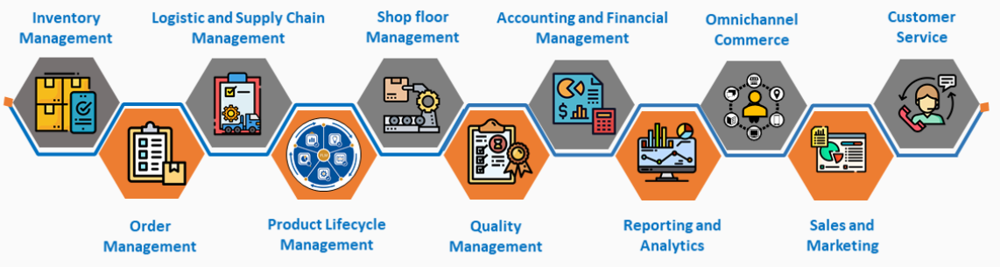 Inventory
Management
Logistic and Supply Chain
Management
Shop floor
Management
Accounting and Financial
Management
Omnichannel
Commerce
Customer
Service
Order
Management
Product Lifecycle
Management
Quality
Management
Reporting and
Analytics
Sales and
Marketing